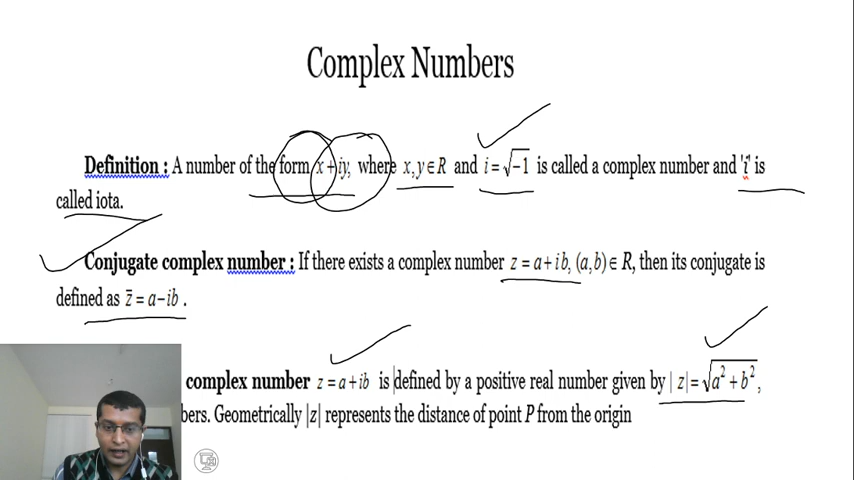 Complex Numbers
Definition : A number of the form x + iy, where x, y ∈ R and i = √−1 is called a complex number and 'i' is
called iota.
Conjugate complex number : If there exists a complex number z = a + ib, (a, b) ∈ R, then its conjugate is
defined as z̄ = a − ib .
complex number z = a + ib is defined by a positive real number given by | z |= √a² + b²,
bers. Geometrically |z| represents the distance of point P from the origin